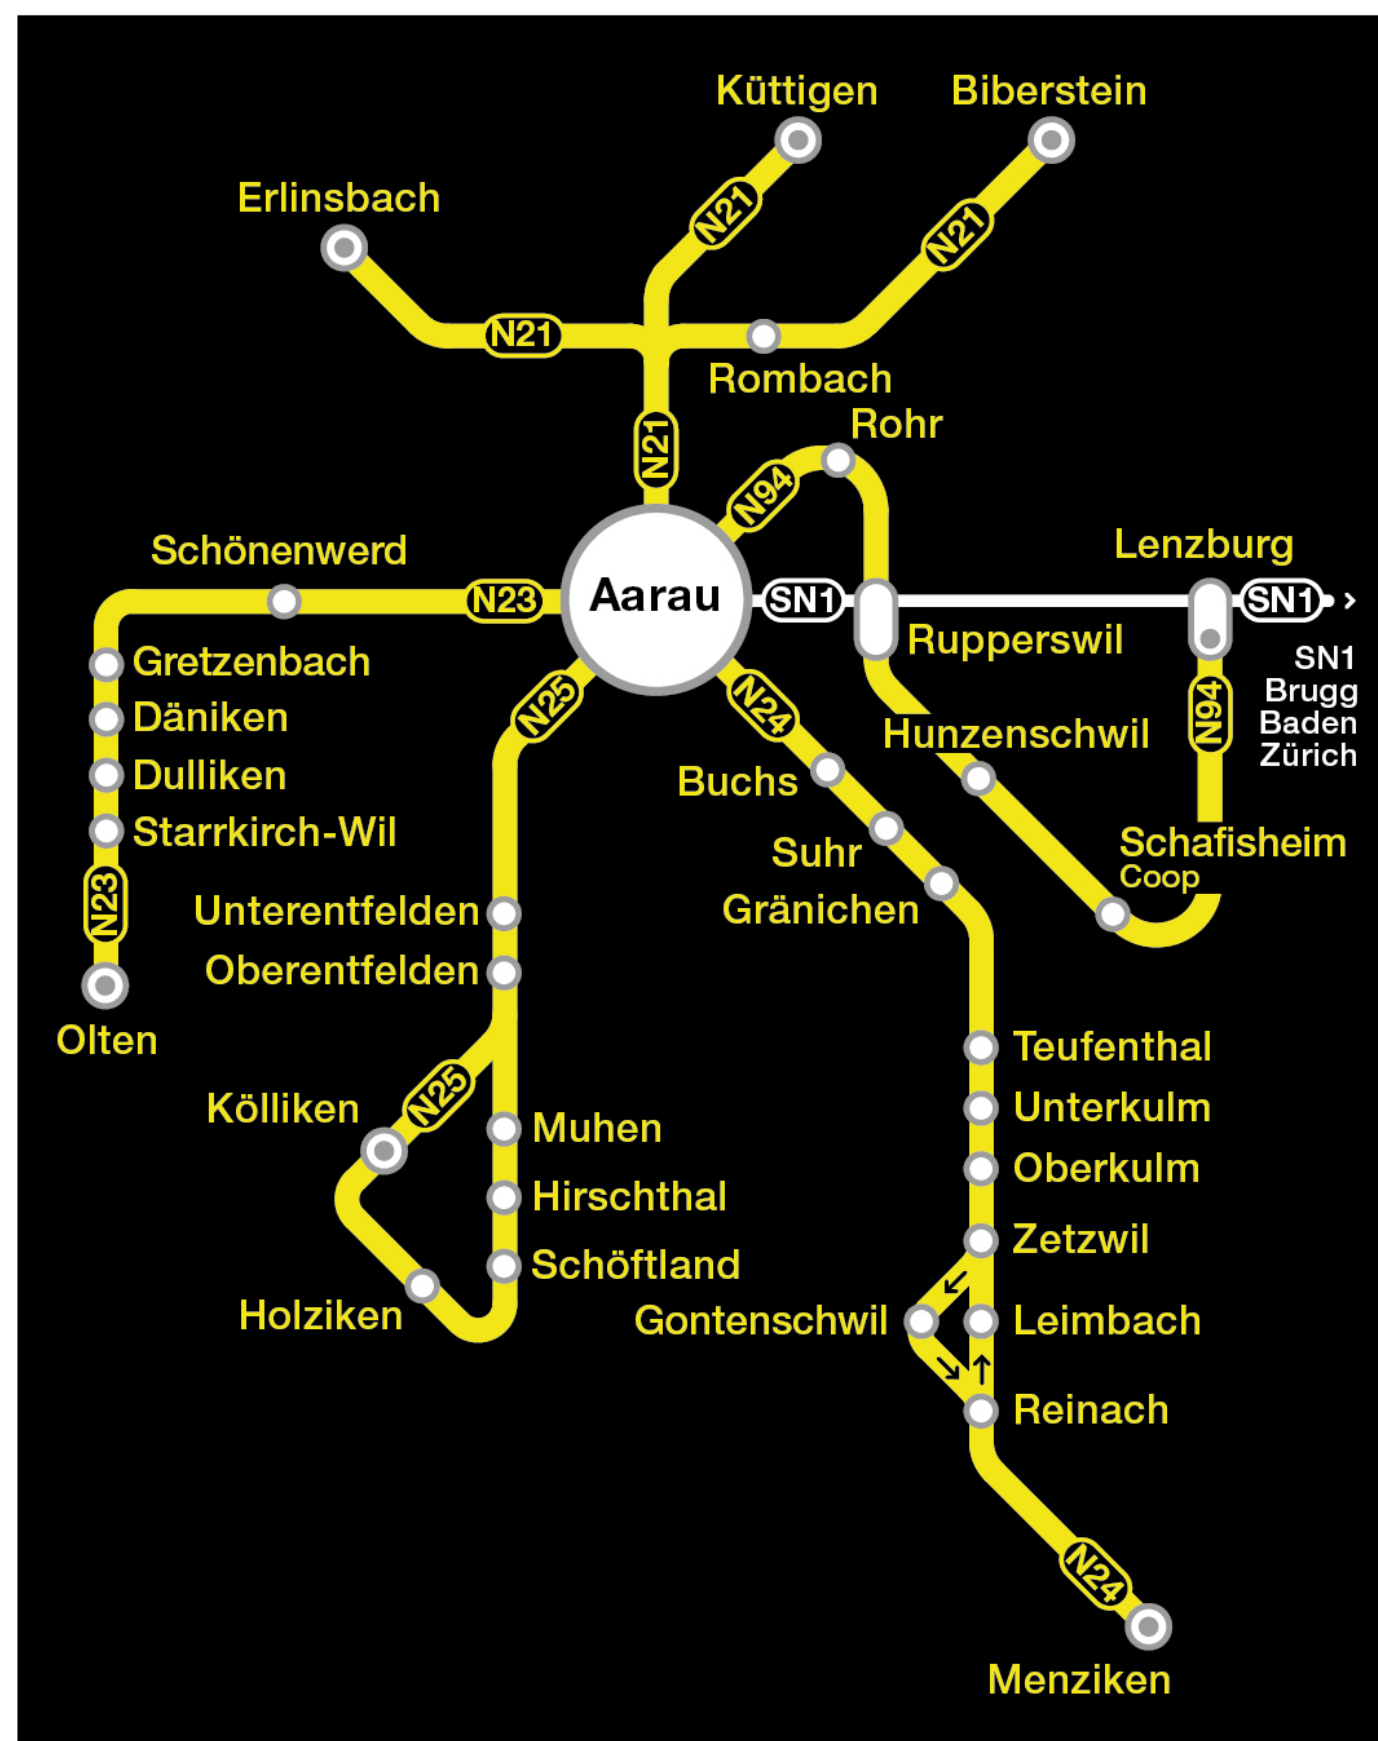 Küttigen
Biberstein
Erlinsbach
N21
N21
N21
Rombach
Rohr
N21
N94
Schönenwerd
Lenzburg
N23
Aarau
SN1
SN1
Rupperswil
SN1
Brugg
Baden
Zürich
Gretzenbach
N25
N24
N94
Däniken
Hunzenschwil
Dulliken
Buchs
Starrkirch-Wil
Suhr
Schafisheim
Coop
N23
Unterentfelden
Gränichen
Oberentfelden
Olten
Teufenthal
Kölliken
N25
Muhen
Unterkulm
Oberkulm
Hirschthal
Zetzwil
Schöftland
Holziken
Gontenschwil
Leimbach
Reinach
N24
Menziken